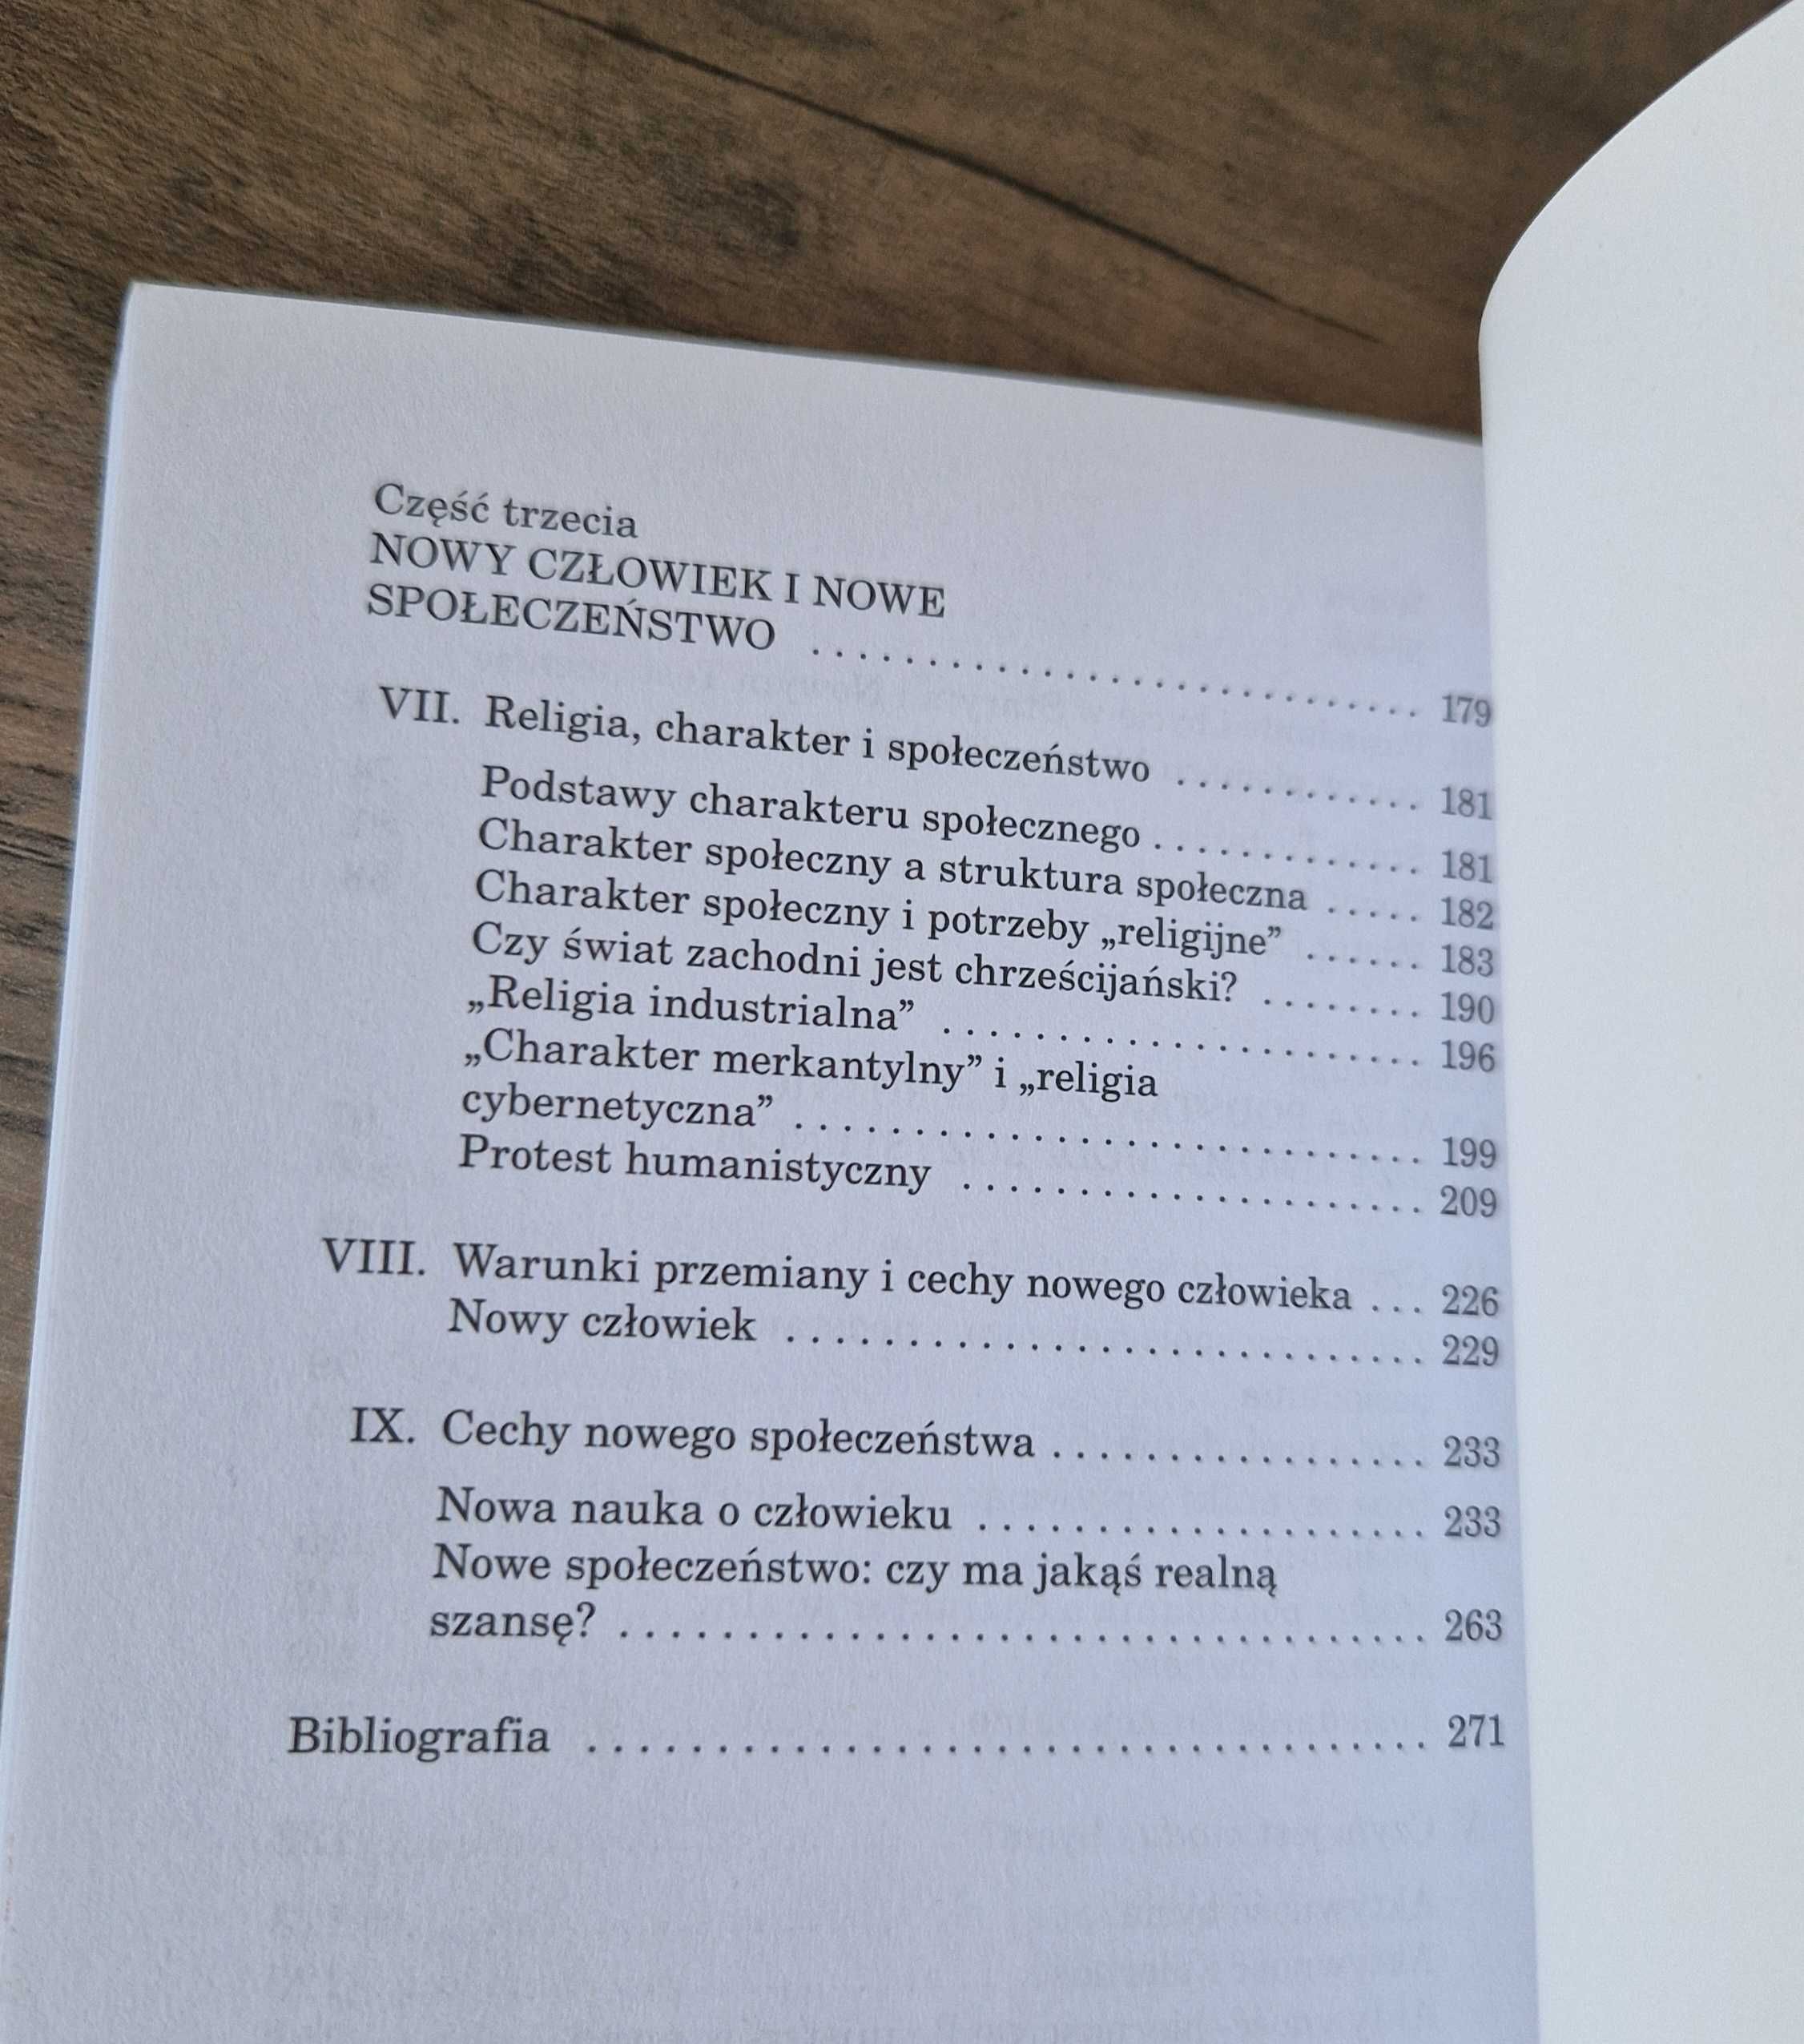 Część trzecia
NOWY CZŁOWIEK I NOWE
SPOŁECZEŃSTWO . . . . . . . . . . . . . . . . . . . . . . . . . . 179
VII. Religia, charakter i społeczeństwo . . . . . . . . . . . 181
Podstawy charakteru społecznego . . . . . . . . . . . . 181
Charakter społeczny a struktura społeczna . . . . . 182
Charakter społeczny i potrzeby „religijne” . . . . . . 183
Czy świat zachodni jest chrześcijański? . . . . . . . . 190
„Religia industrialna” . . . . . . . . . . . . . . . . . . . . . 196
„Charakter merkantylny” i „religia
cybernetyczna” . . . . . . . . . . . . . . . . . . . . . . . . . . . 199
Protest humanistyczny . . . . . . . . . . . . . . . . . . . . 209
VIII. Warunki przemiany i cechy nowego człowieka . . . 226
Nowy człowiek . . . . . . . . . . . . . . . . . . . . . . . . . . . 229
IX. Cechy nowego społeczeństwa . . . . . . . . . . . . . . . . 233
Nowa nauka o człowieku . . . . . . . . . . . . . . . . . . . 233
Nowe społeczeństwo: czy ma jakąś realną
szansę? . . . . . . . . . . . . . . . . . . . . . . . . . . . . . . . . 263
Bibliografia . . . . . . . . . . . . . . . . . . . . . . . . . . . . . . . . . 271